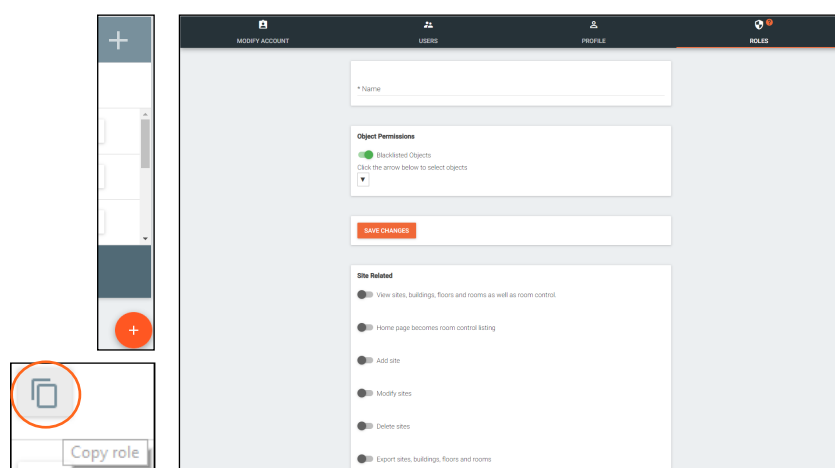 MODIFY ACCOUNT
USERS
PROFILE
ROLES
* Name
Object Permissions
Blacklisted Objects
Click the arrow below to select objects
SAVE CHANGES
Site Related
View sites, buildings, floors and rooms as well as room control.
Home page becomes room control listing
Add site
Modify sites
Delete sites
Export sites, buildings, floors and rooms
Copy role